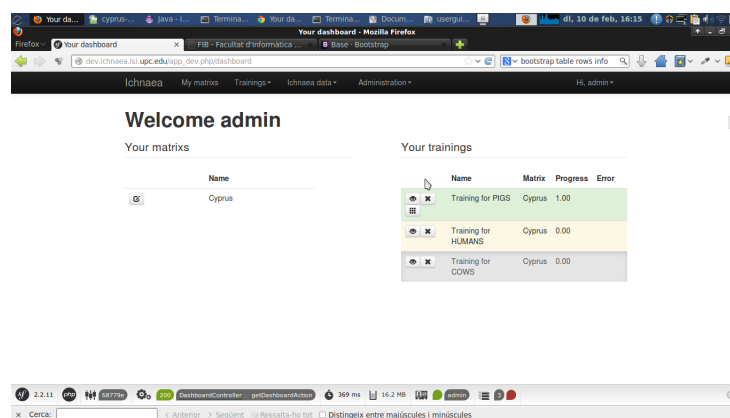 Your da... cyprus-... java - I... Termina... Your da... Termina... Docum... usergui... dl, 10 de feb, 16:15
Your dashboard - Mozilla Firefox
Firefox Your dashboard FIB - Facultat d'Informàtica ... B Base · Bootstrap
dev.ichnaea.lsi.upc.edu/app_dev.php/dashboard bootstrap table rows info
Ichnaea My matrixs Trainings Ichnaea data Administration Hi, admin
Welcome admin
Your matrixs Your trainings
Name Name Matrix Progress Error
Cyprus Training for PIGS Cyprus 1.00
Training for HUMANS Cyprus 0.00
Training for COWS Cyprus 0.00
sf 2.2.11 php 68779e 200 DashboardController :: getDashboardAction 369 ms 16.2 MB admin 3
× Cerca: < Anterior > Següent Ressalta-ho tot Distingeix entre majúscules i minúscules